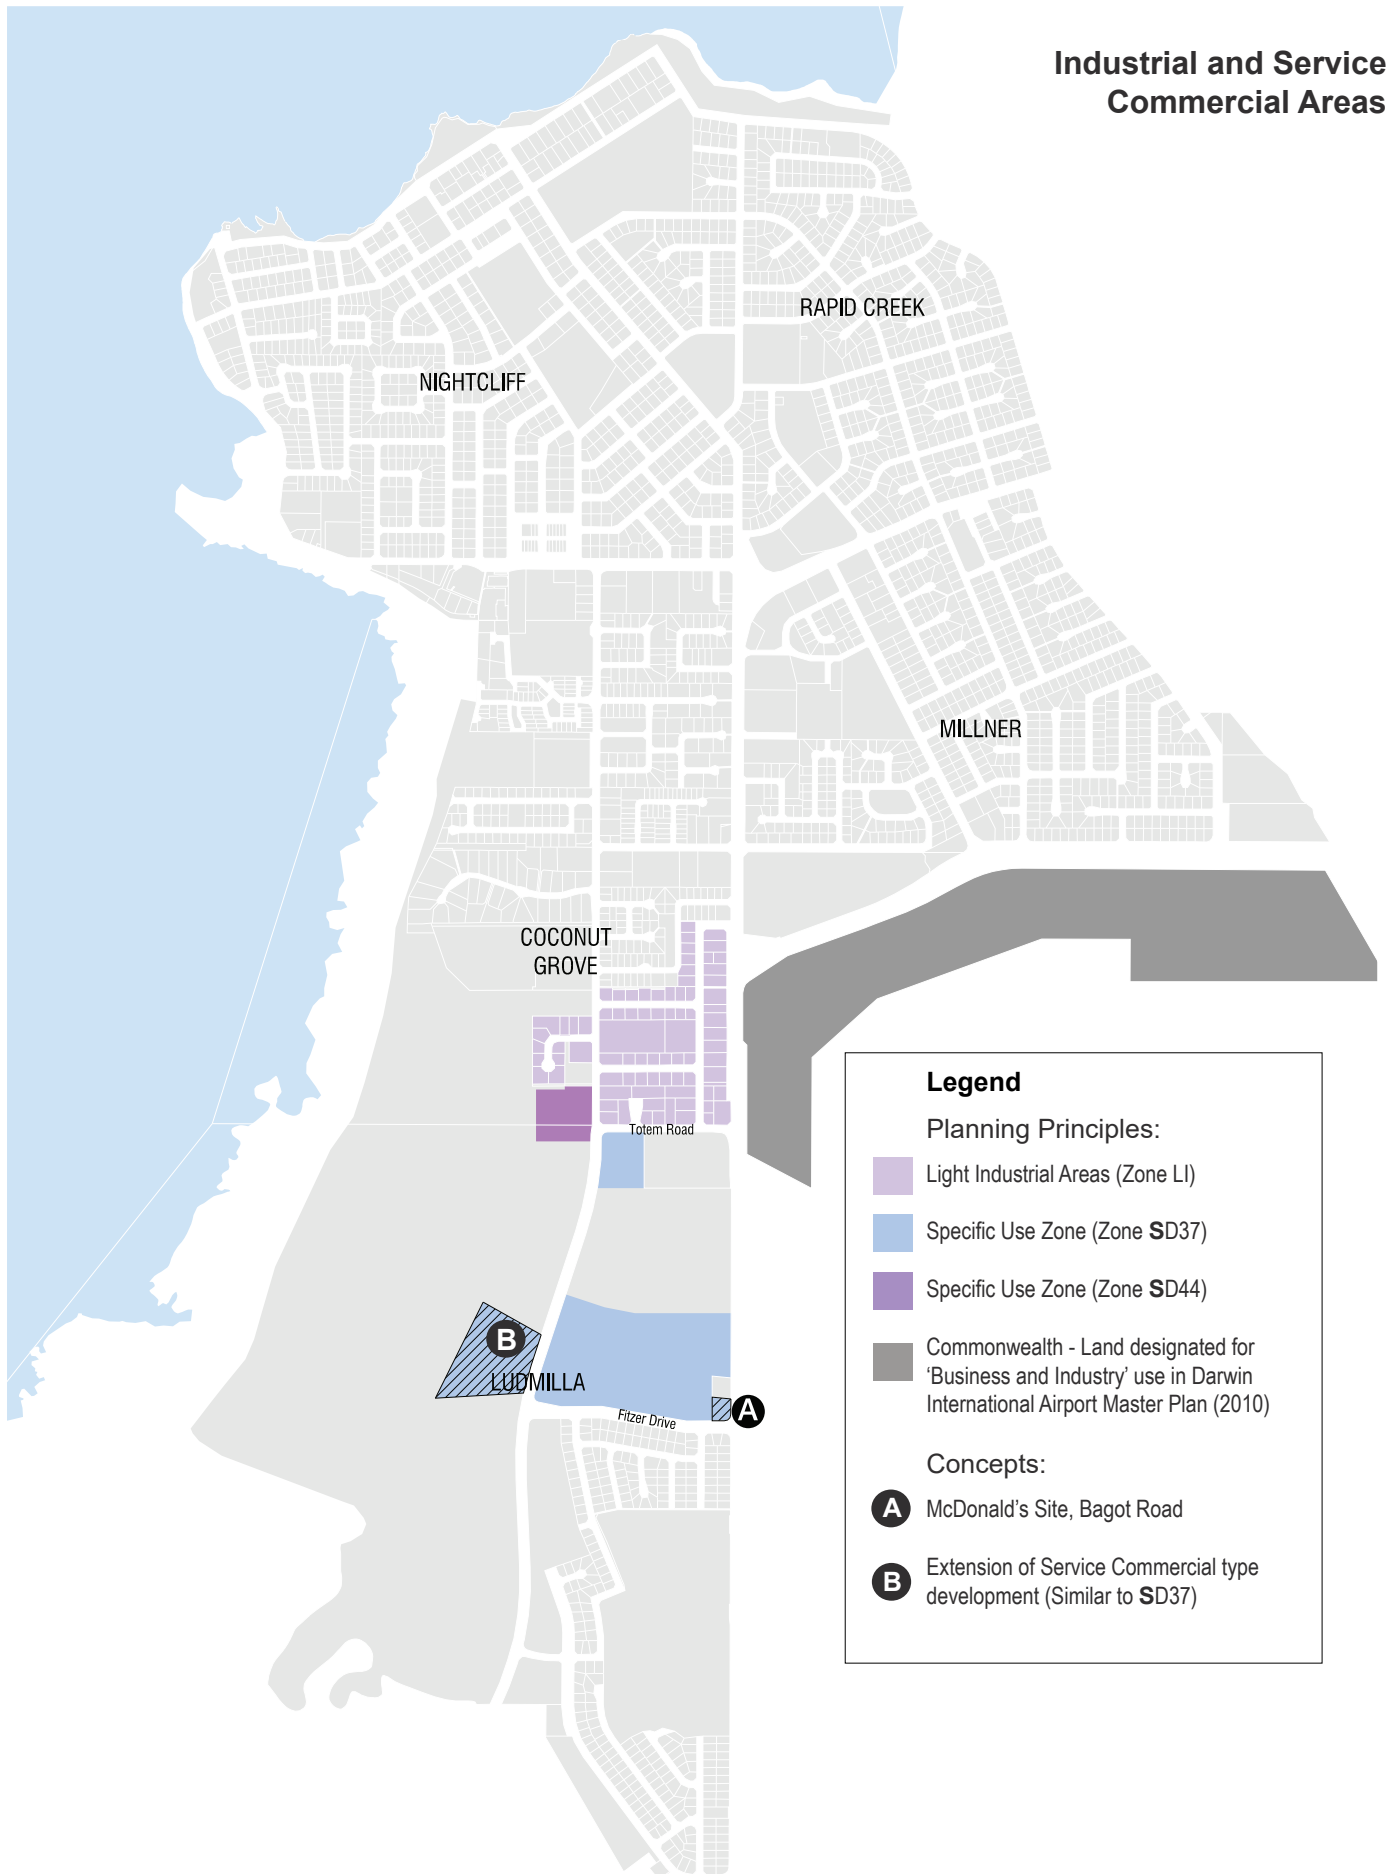 Industrial and Service
Commercial Areas
RAPID CREEK
NIGHTCLIFF
MILLNER
COCONUT
GROVE
Totem Road
B
LUDMILLA
A
Fitzer Drive
Legend
Planning Principles:
Light Industrial Areas (Zone LI)
Specific Use Zone (Zone SD37)
Specific Use Zone (Zone SD44)
Commonwealth - Land designated for
‘Business and Industry’ use in Darwin
International Airport Master Plan (2010)
Concepts:
A McDonald’s Site, Bagot Road
B Extension of Service Commercial type
development (Similar to SD37)